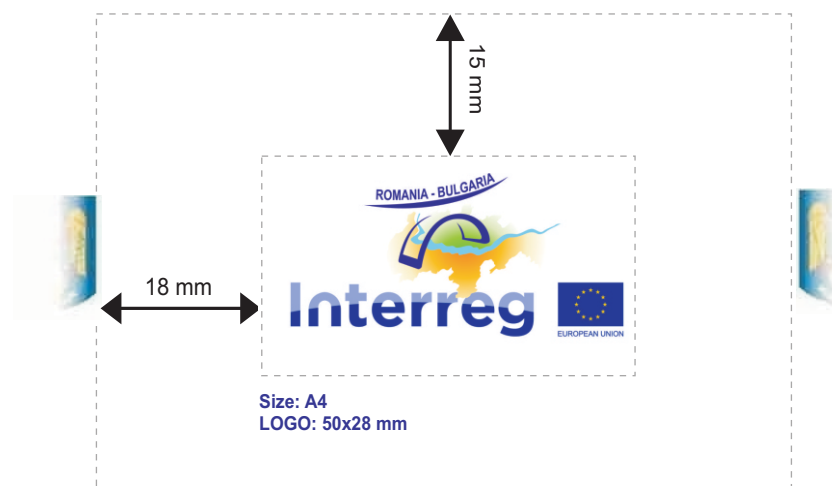 15 mm
ROMANIA - BULGARIA
18 mm
Interreg
EUROPEAN UNION
Size: A4
LOGO: 50x28 mm